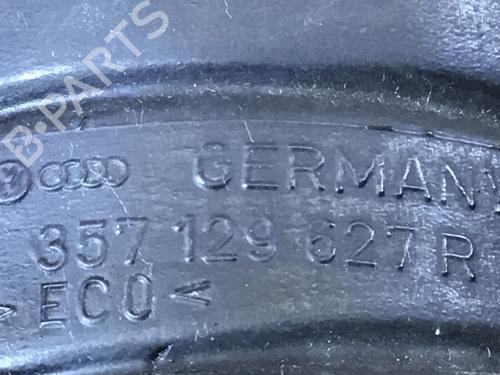 B-PARTS
GERMANY
357 129 627 R
>ECO<